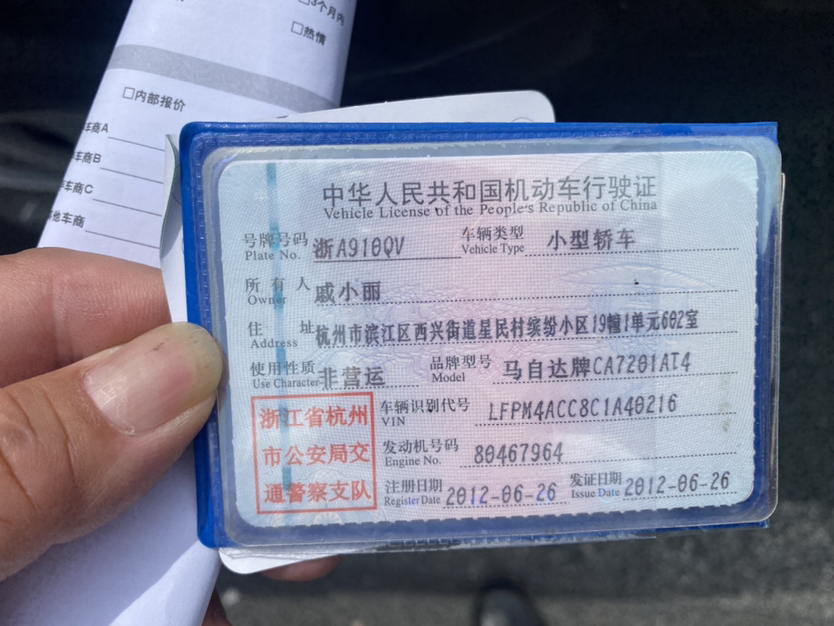 3个月内
□热情
□内部报价
车商A
车商B
车商C
他车商
中华人民共和国机动车行驶证
Vehicle License of the People's Republic of China
号牌号码 浙A910QV 车辆类型 小型轿车
Plate No. Vehicle Type
所有人 戚小丽
Owner
住址 杭州市滨江区西兴街道星民村缤纷小区19幢1单元602室
Address
使用性质 非营运 品牌型号 马自达牌CA7201AT4
Use Character Model
浙江省杭州
市公安局交
通警察支队
车辆识别代号 LFPM4ACC8C1A40216
VIN
发动机号码 80467964
Engine No.
注册日期 2012-06-26 发证日期 2012-06-26
Register Date Issue Date